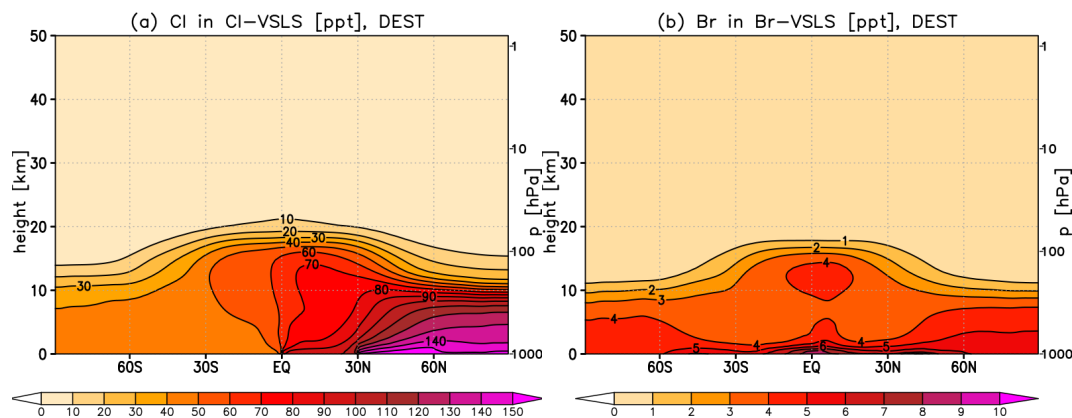 (a) Cl in Cl-VSLS [ppt], DEST
50
40
30
20
10
0
height [km]
60S
30S
EQ
30N
60N
1
10
100
1000
p [hPa]
10
20
30
40
60
70
80
90
140
30
0 10 20 30 40 50 60 70 80 90 100 110 120 130 140 150
(b) Br in Br-VSLS [ppt], DEST
50
40
30
20
10
0
height [km]
60S
30S
EQ
30N
60N
1
10
100
1000
p [hPa]
1
2
4
2
3
4
4
4
5
6
5
0 1 2 3 4 5 6 7 8 9 10